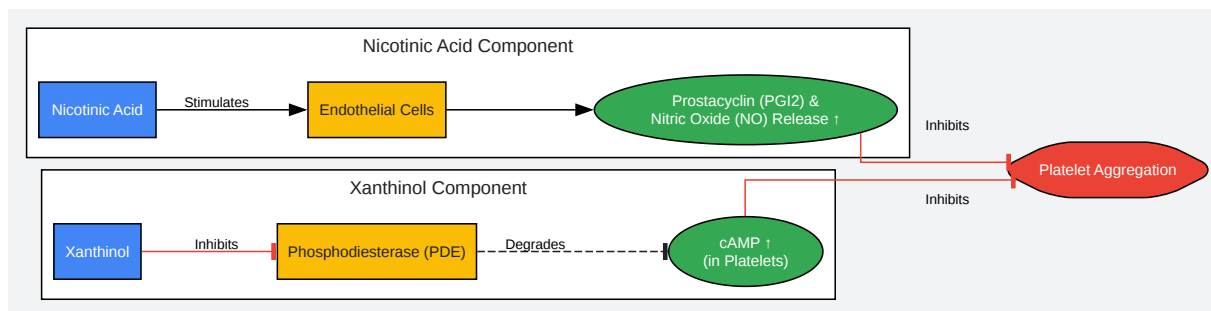 Nicotinic Acid Component
Nicotinic Acid
Stimulates
Endothelial Cells
Prostacyclin (PGI2) &
Nitric Oxide (NO) Release ↑
Inhibits
Platelet Aggregation
Inhibits
Xanthinol Component
Xanthinol
Inhibits
Phosphodiesterase (PDE)
Degrades
cAMP ↑
(in Platelets)